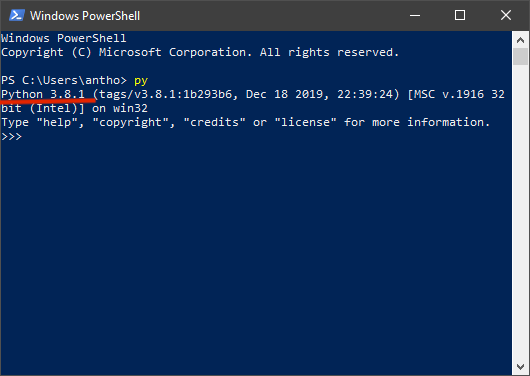 Windows PowerShell
Windows PowerShell
Copyright (C) Microsoft Corporation. All rights reserved.
PS C:\Users\antho> py
Python 3.8.1 (tags/v3.8.1:1b293b6, Dec 18 2019, 22:39:24) [MSC v.1916 32
bit (Intel)] on win32
Type "help", "copyright", "credits" or "license" for more information.
>>>